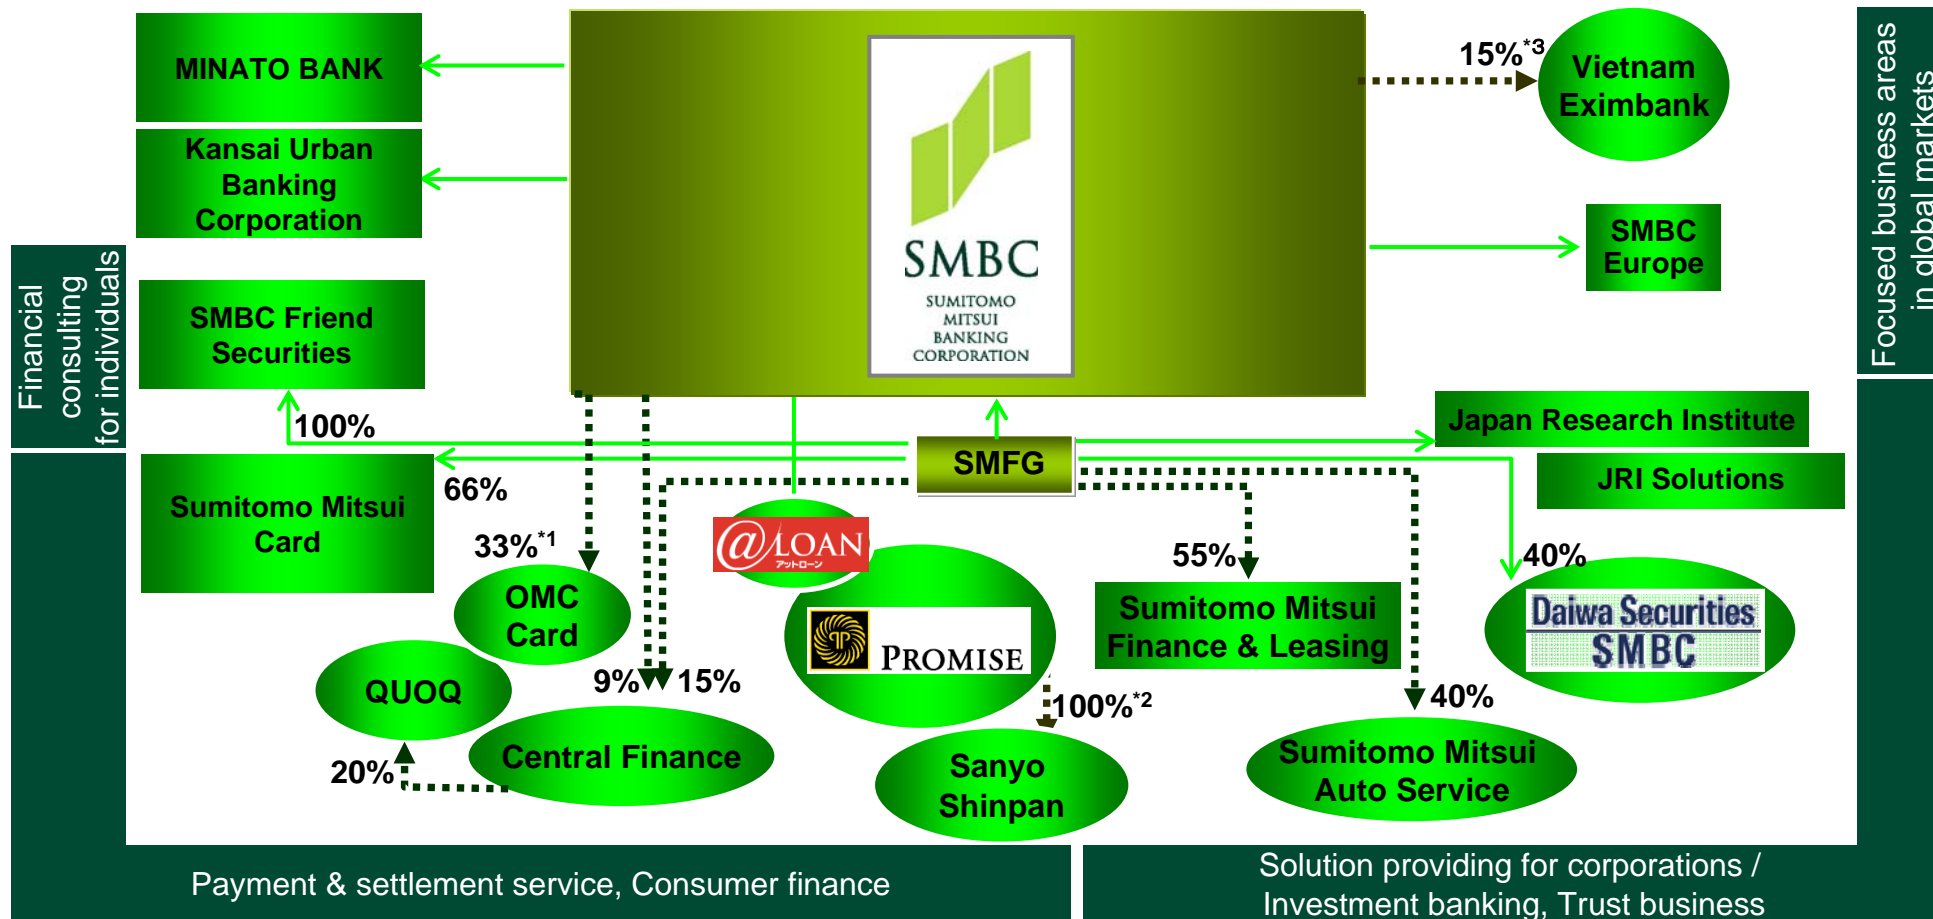 MINATO BANK
Kansai Urban
Banking
Corporation
SMBC Friend
Securities
100%
Financial
consulting
for individuals
SMBC
SUMITOMO
MITSUI
BANKING
CORPORATION
15%*3
Vietnam
Eximbank
SMBC
Europe
Focused business areas
in global markets
SMFG
Japan Research Institute
JRI Solutions
66%
Sumitomo Mitsui
Card
33%*1
OMC
Card
QUOQ
20%
9%
15%
Central Finance
@LOAN
アットローン
PROMISE
100%*2
Sanyo
Shinpan
55%
Sumitomo Mitsui
Finance & Leasing
40%
Daiwa Securities
SMBC
40%
Sumitomo Mitsui
Auto Service
Payment & settlement service, Consumer finance
Solution providing for corporations /
Investment banking, Trust business